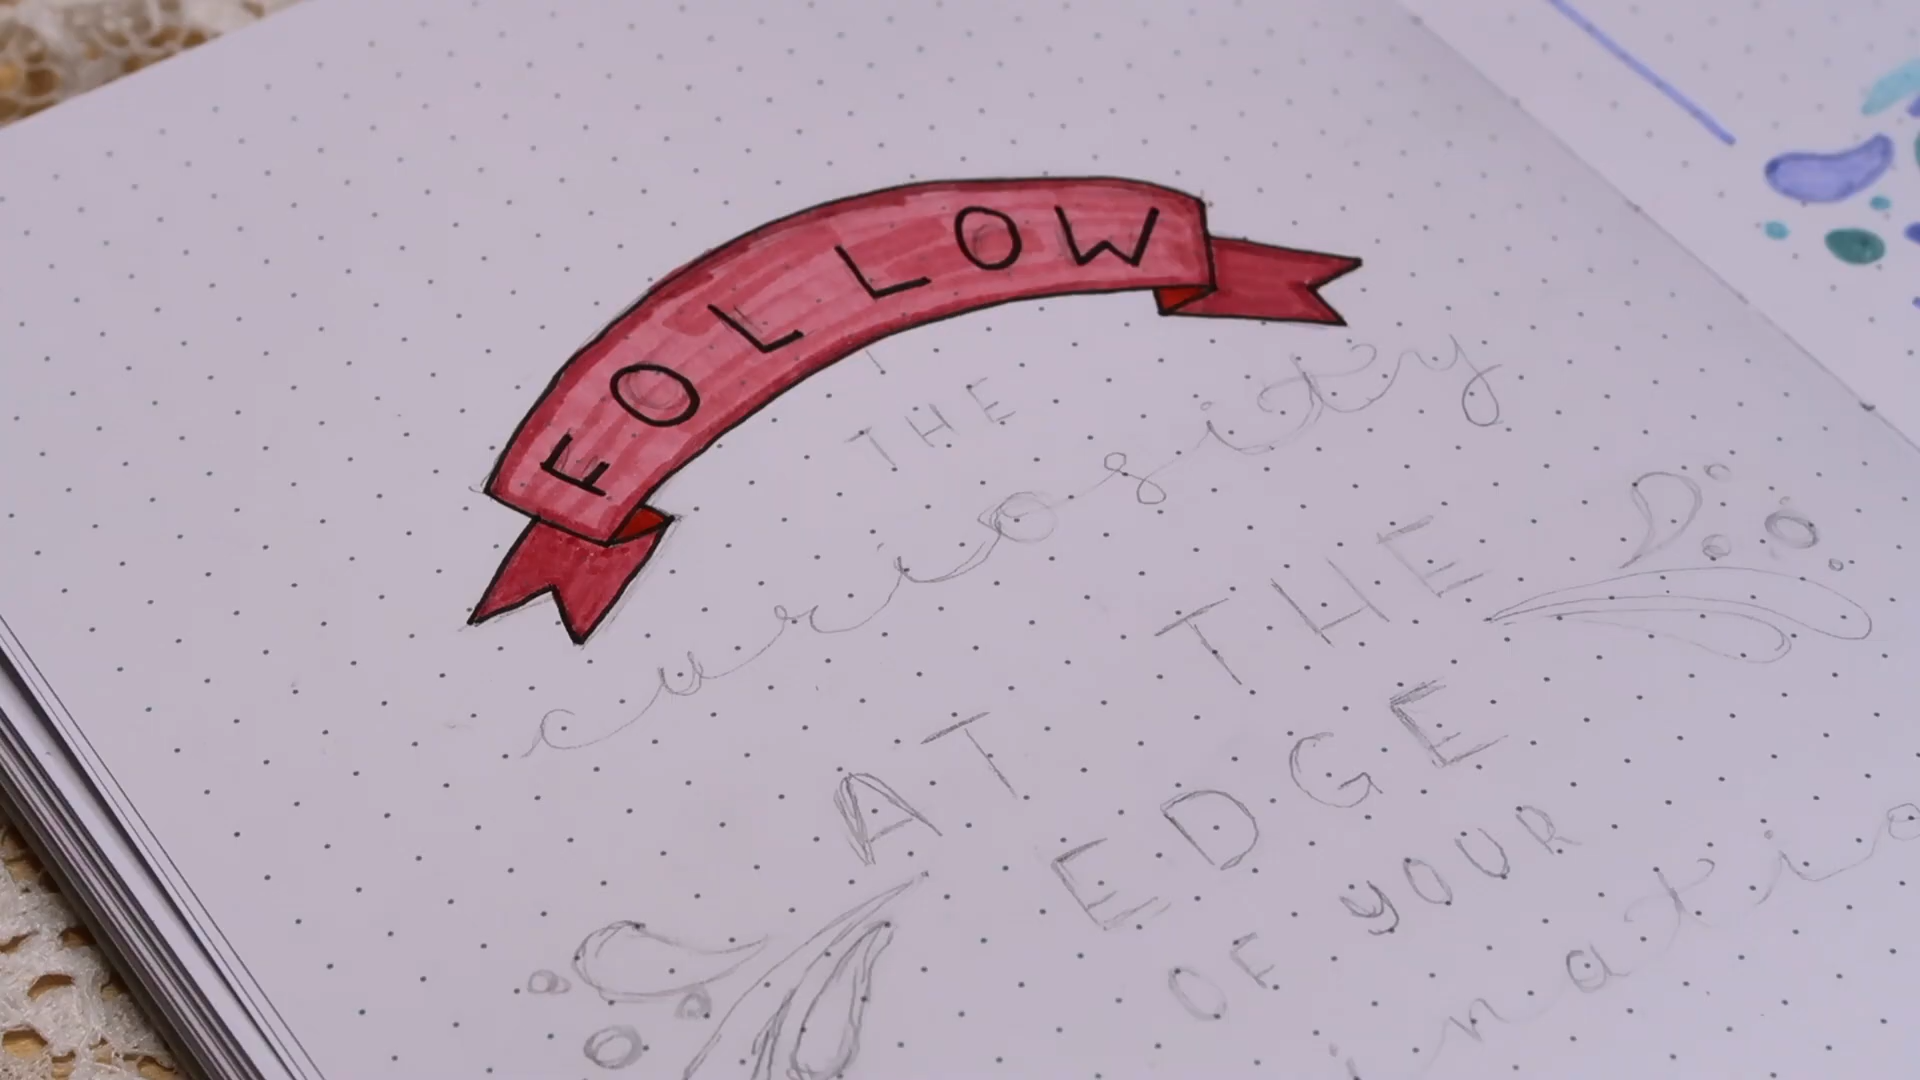 FOLLOW
THE
curiosity
AT THE
EDGE
OF YOUR